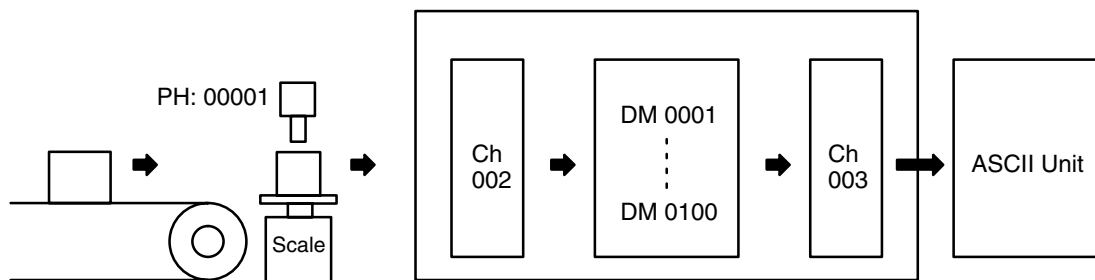 PH: 00001
Scale
Ch
002
DM 0001
DM 0100
Ch
003
ASCII Unit